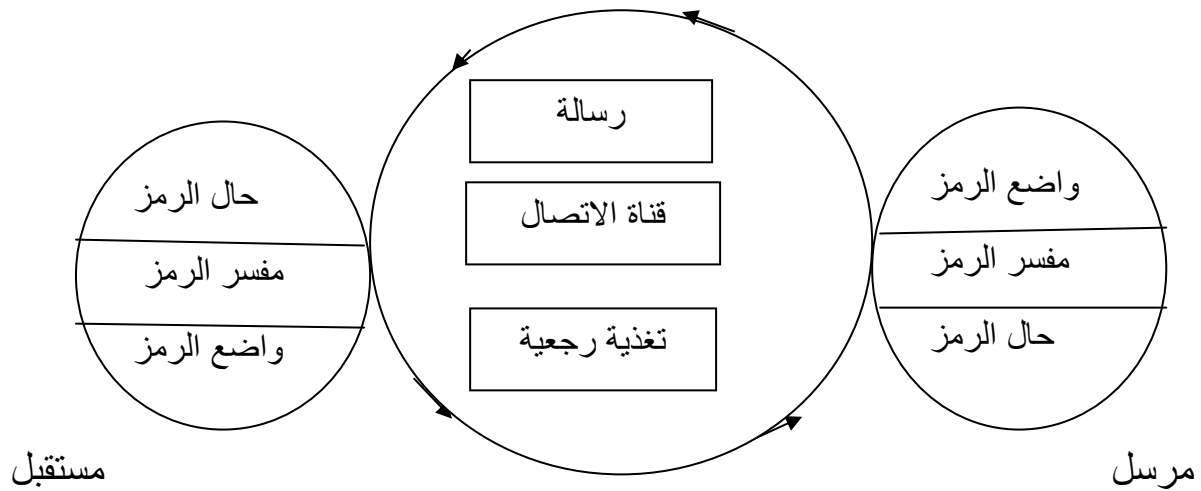 رسالة
قناة الاتصال
تغذية رجعية
واضع الرمز
مفسر الرمز
حال الرمز
حال الرمز
مفسر الرمز
واضع الرمز
مرسل
مستقبل